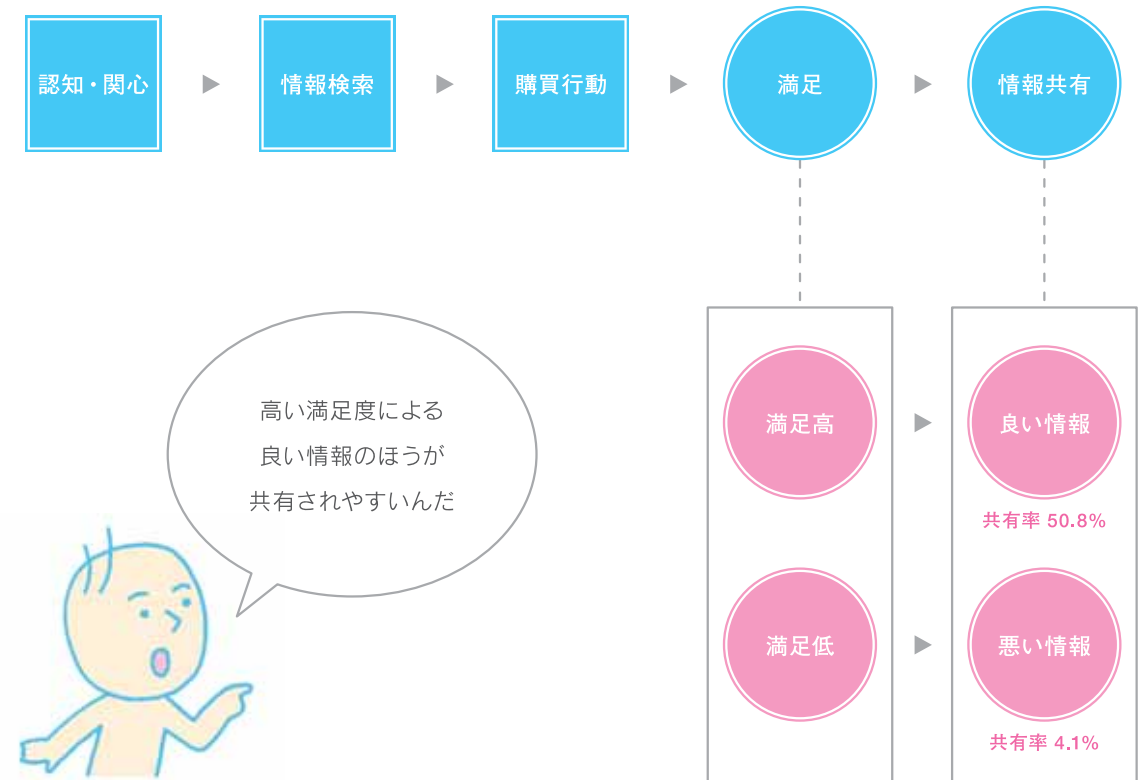 認知・関心
情報検索
購買行動
満足
情報共有
高い満足度による
良い情報のほうが
共有されやすいんだ
満足高
良い情報
共有率 50.8%
満足低
悪い情報
共有率 4.1%